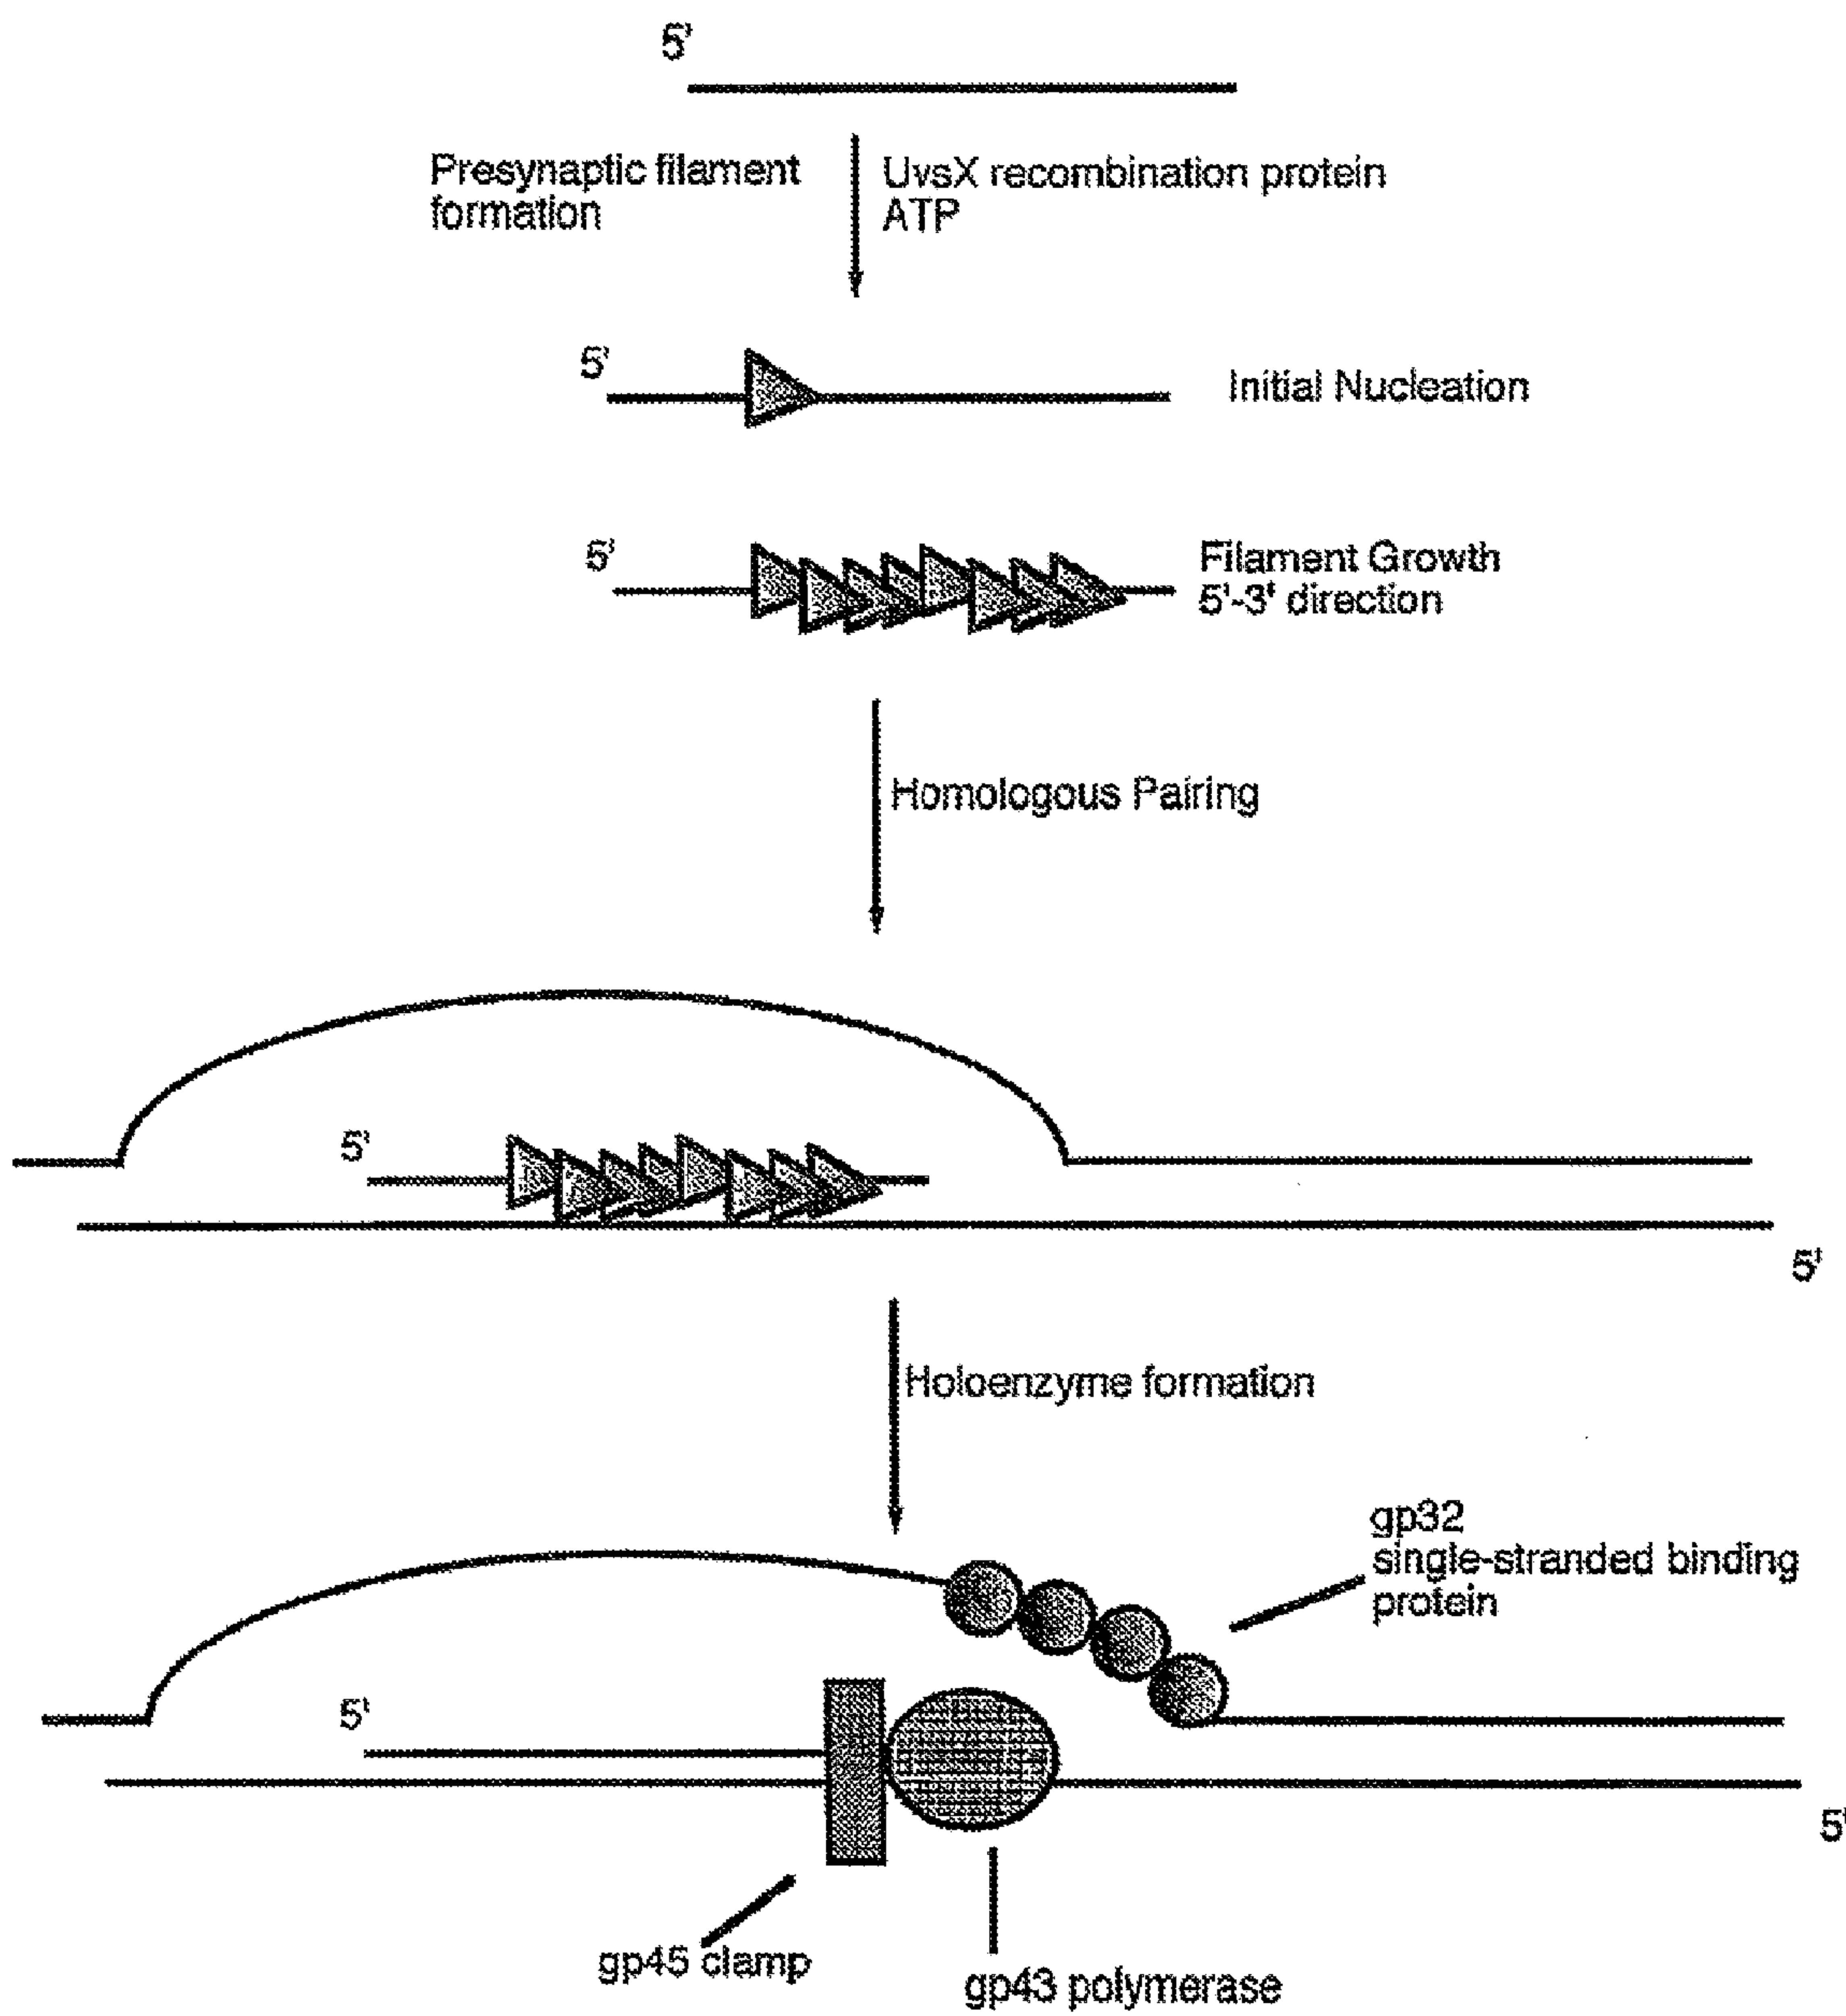 5'
Presynaptic filament
formation
UvsX recombination protein
ATP
5'
Initial Nucleation
5'
Filament Growth
5'-3' direction
Homologous Pairing
5'
5'
Holoenzyme formation
gp32
single-stranded binding
protein
5'
5'
gp45 clamp
gp43 polymerase